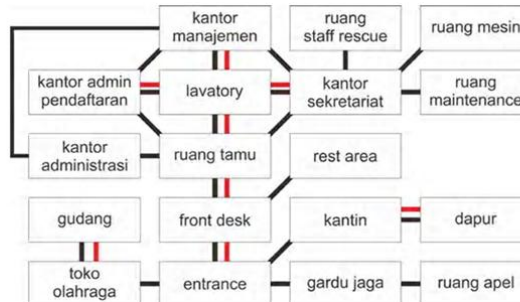 kantor
manajemen
ruang
staff rescue
ruang mesin
kantor admin
pendaftaran
lavatory
kantor
sekretariat
ruang
maintenance
kantor
administrasi
ruang tamu
rest area
gudang
front desk
kantin
dapur
toko
olahraga
entrance
gardu jaga
ruang apel